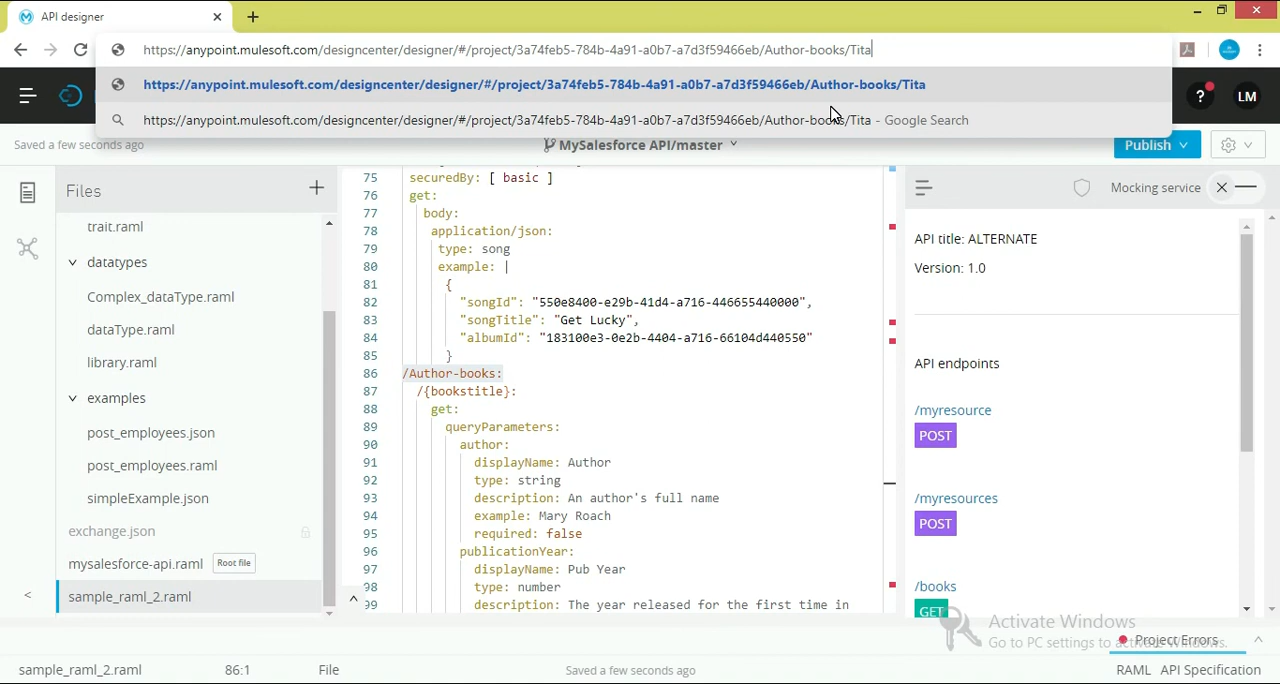 API designer
https://anypoint.mulesoft.com/designcenter/designer/#/project/3a74feb5-784b-4a91-a0b7-a7d3f59466eb/Author-books/Tita
https://anypoint.mulesoft.com/designcenter/designer/#/project/3a74feb5-784b-4a91-a0b7-a7d3f59466eb/Author-books/Tita
https://anypoint.mulesoft.com/designcenter/designer/#/project/3a74feb5-784b-4a91-a0b7-a7d3f59466eb/Author-books/Tita - Google Search
? LM
Saved a few seconds ago
MySalesforce API/master
Publish
Files
trait.raml
datatypes
Complex_dataType.raml
dataType.raml
library.raml
examples
post_employees.json
post_employees.raml
simpleExample.json
exchange.json
mysalesforce-api.raml Root file
sample_raml_2.raml
75 securedBy: [ basic ]
76 get:
77 body:
78 application/json:
79 type: song
80 example: |
81 {
82 "songId": "550e8400-e29b-41d4-a716-446655440000",
83 "songTitle": "Get Lucky",
84 "albumId": "183100e3-0e2b-4404-a716-66104d440550"
85 }
86 /Author-books:
87 /{bookstitle}:
88 get:
89 queryParameters:
90 author:
91 displayName: Author
92 type: string
93 description: An author's full name
94 example: Mary Roach
95 required: false
96 publicationYear:
97 displayName: Pub Year
98 type: number
99 description: The year released for the first time in
Mocking service
API title: ALTERNATE
Version: 1.0
API endpoints
/myresource
POST
/myresources
POST
/books
GET
Activate Windows
Go to PC settings to activate Windows.
Project Errors
sample_raml_2.raml 86:1 File Saved a few seconds ago RAML API Specification